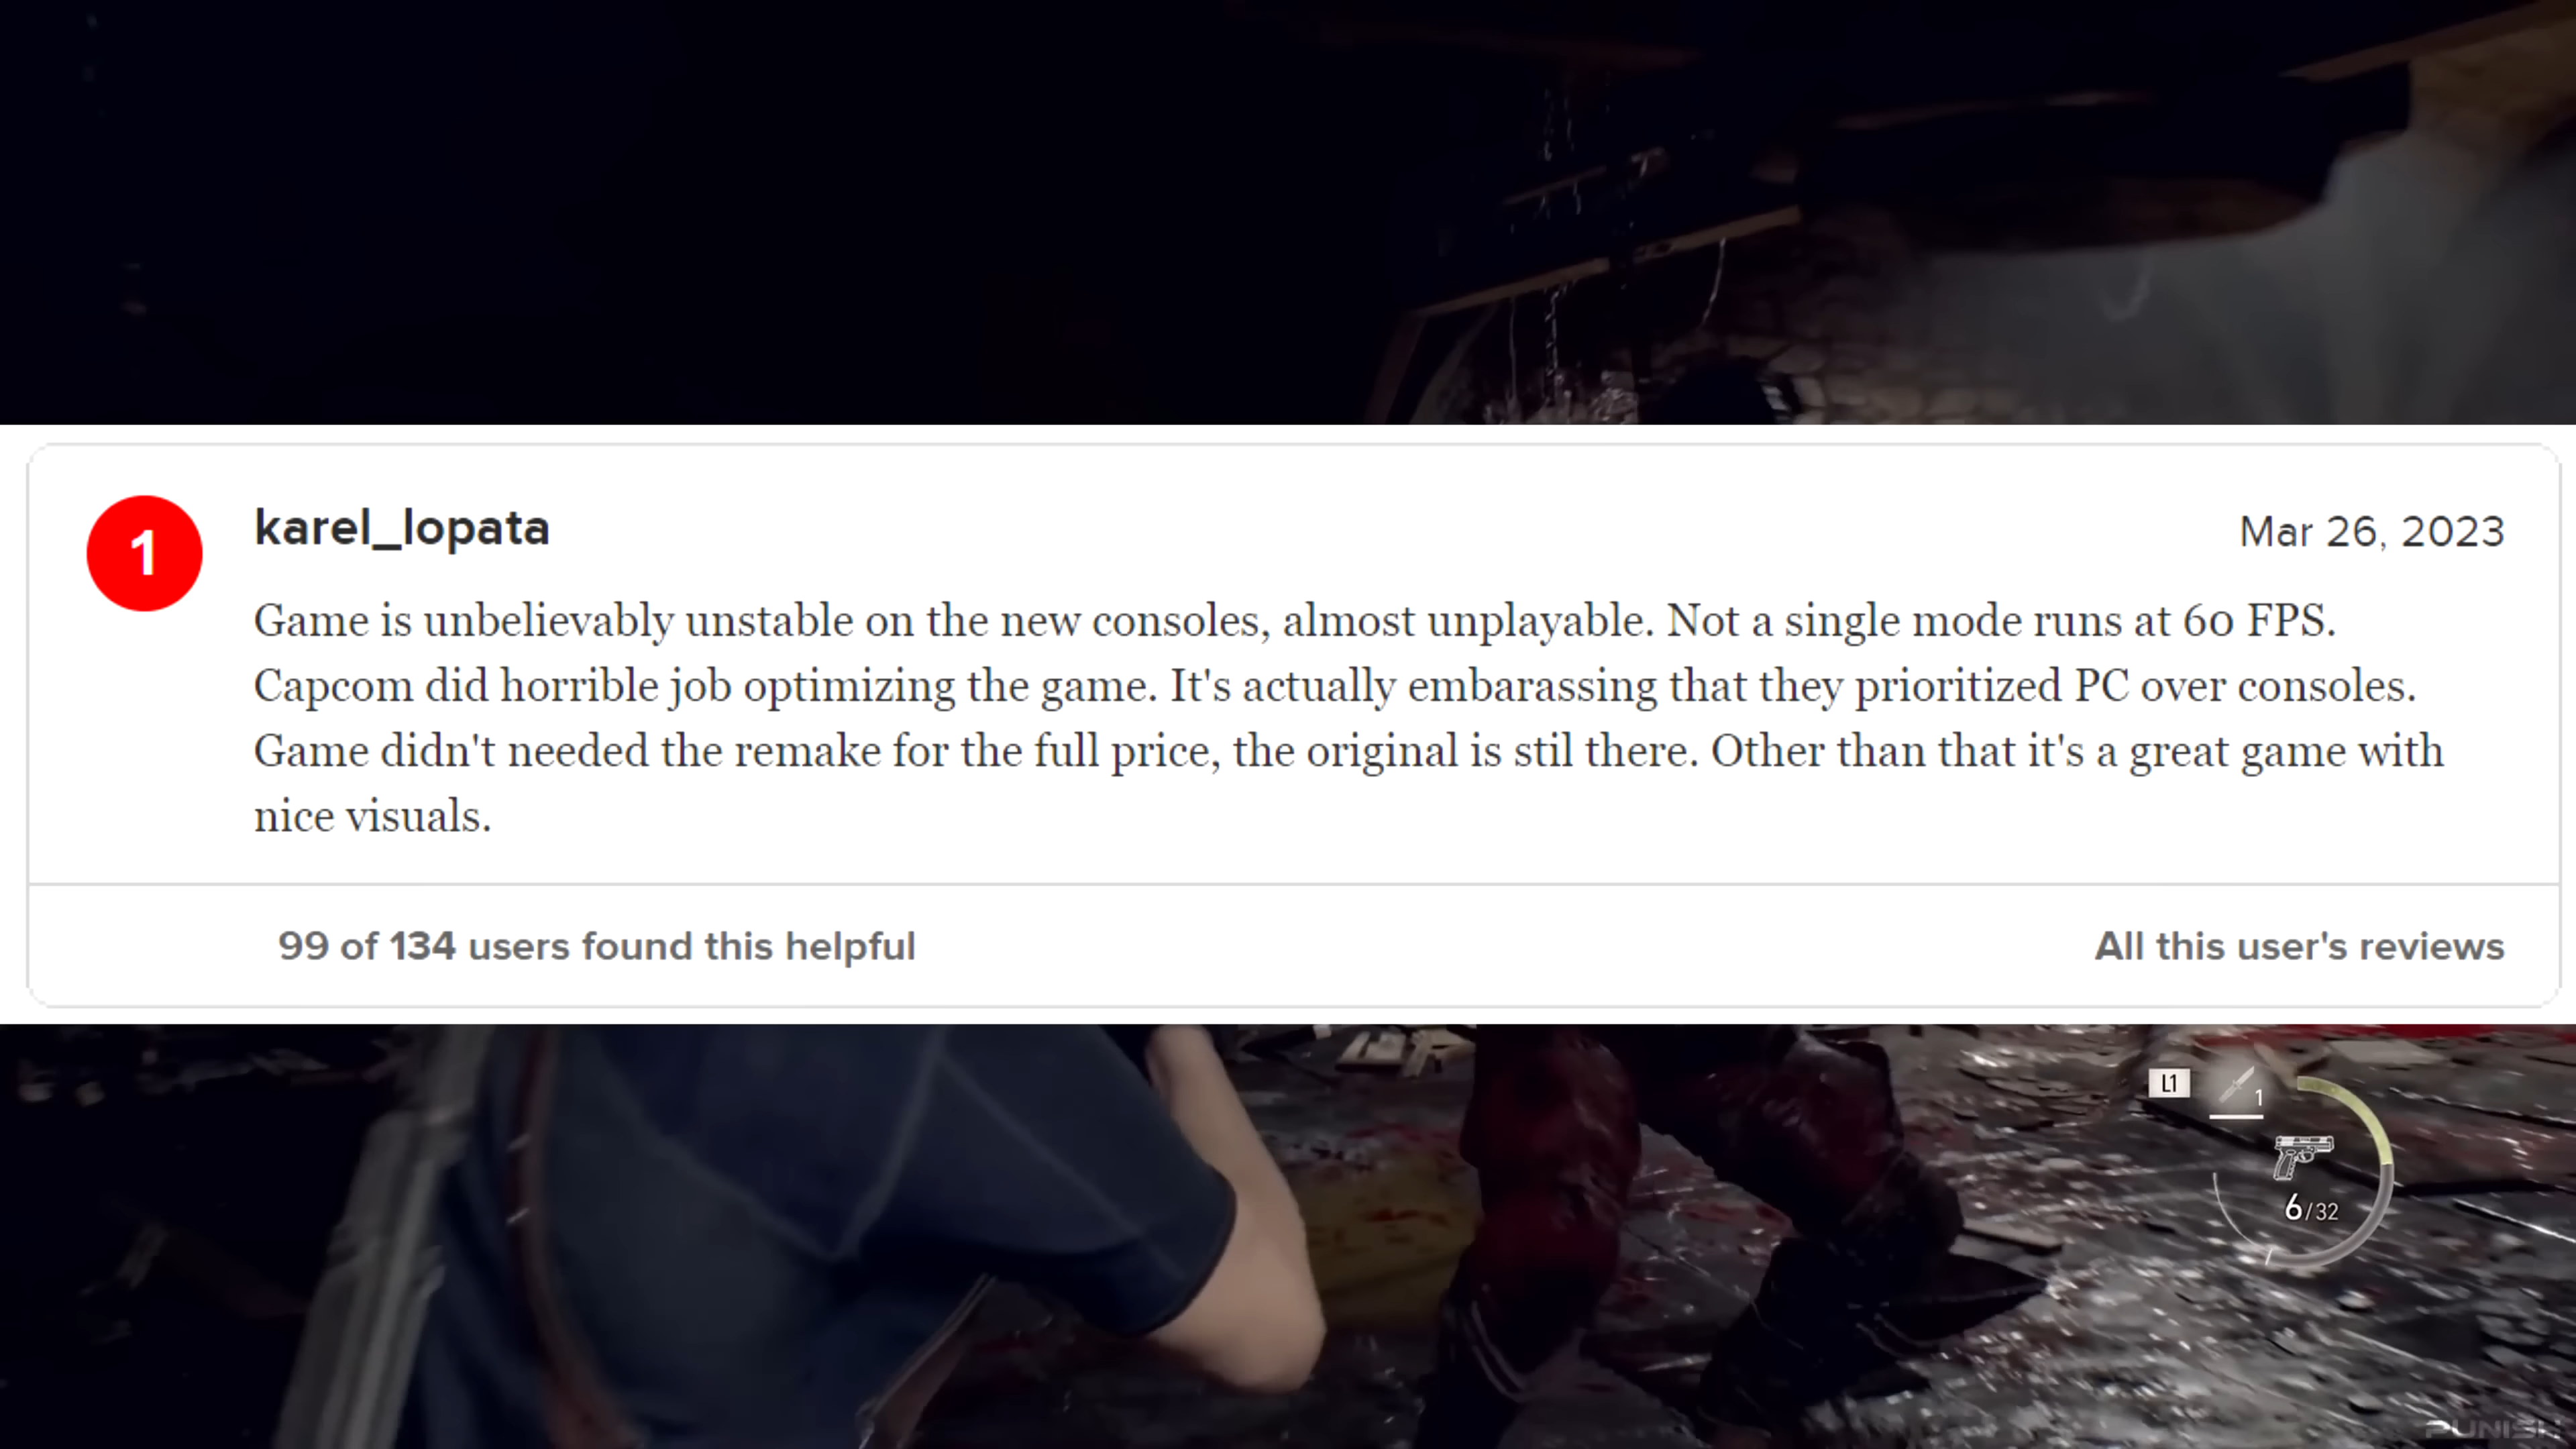 1
karel_lopata
Mar 26, 2023
Game is unbelievably unstable on the new consoles, almost unplayable. Not a single mode runs at 60 FPS.
Capcom did horrible job optimizing the game. It's actually embarassing that they prioritized PC over consoles.
Game didn't needed the remake for the full price, the original is stil there. Other than that it's a great game with
nice visuals.
99 of 134 users found this helpful
All this user's reviews
L1
1
6/32
PUNISH